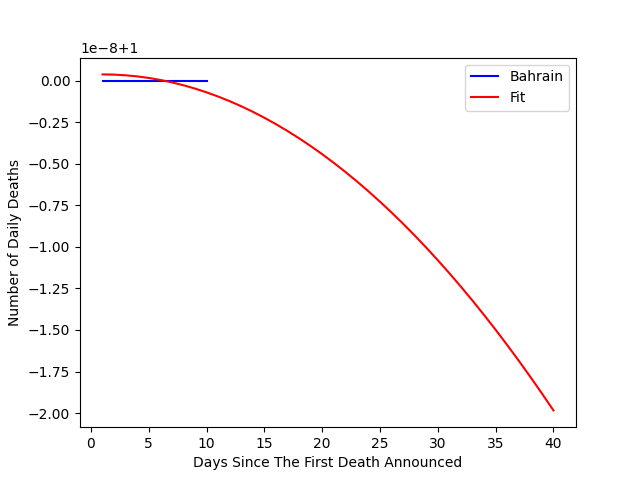 1e−8+1
0.00
−0.25
−0.50
−0.75
−1.00
−1.25
−1.50
−1.75
−2.00
Number of Daily Deaths
Bahrain
Fit
0 5 10 15 20 25 30 35 40
Days Since The First Death Announced